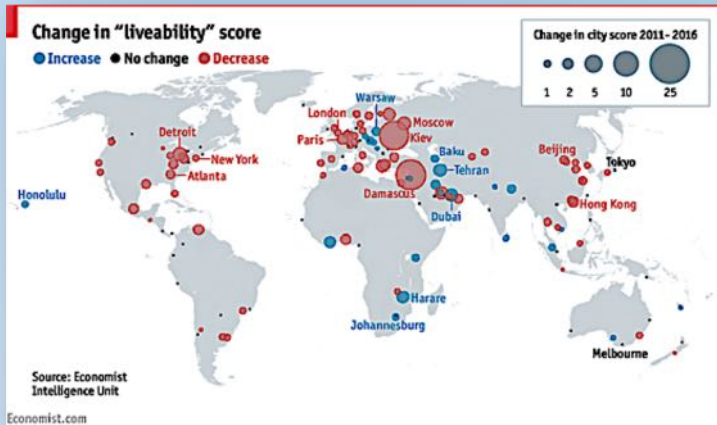 Change in “liveability” score
Increase No change Decrease
Change in city score 2011-2016
1 2 5 10 25
Warsaw
London
Moscow
Paris
Kiev
Detroit
New York
Atlanta
Honolulu
Baku
Tehran
Damascus
Dubai
Beijing
Tokyo
Hong Kong
Harare
Johannesburg
Melbourne
Source: Economist
Intelligence Unit
Economist.com